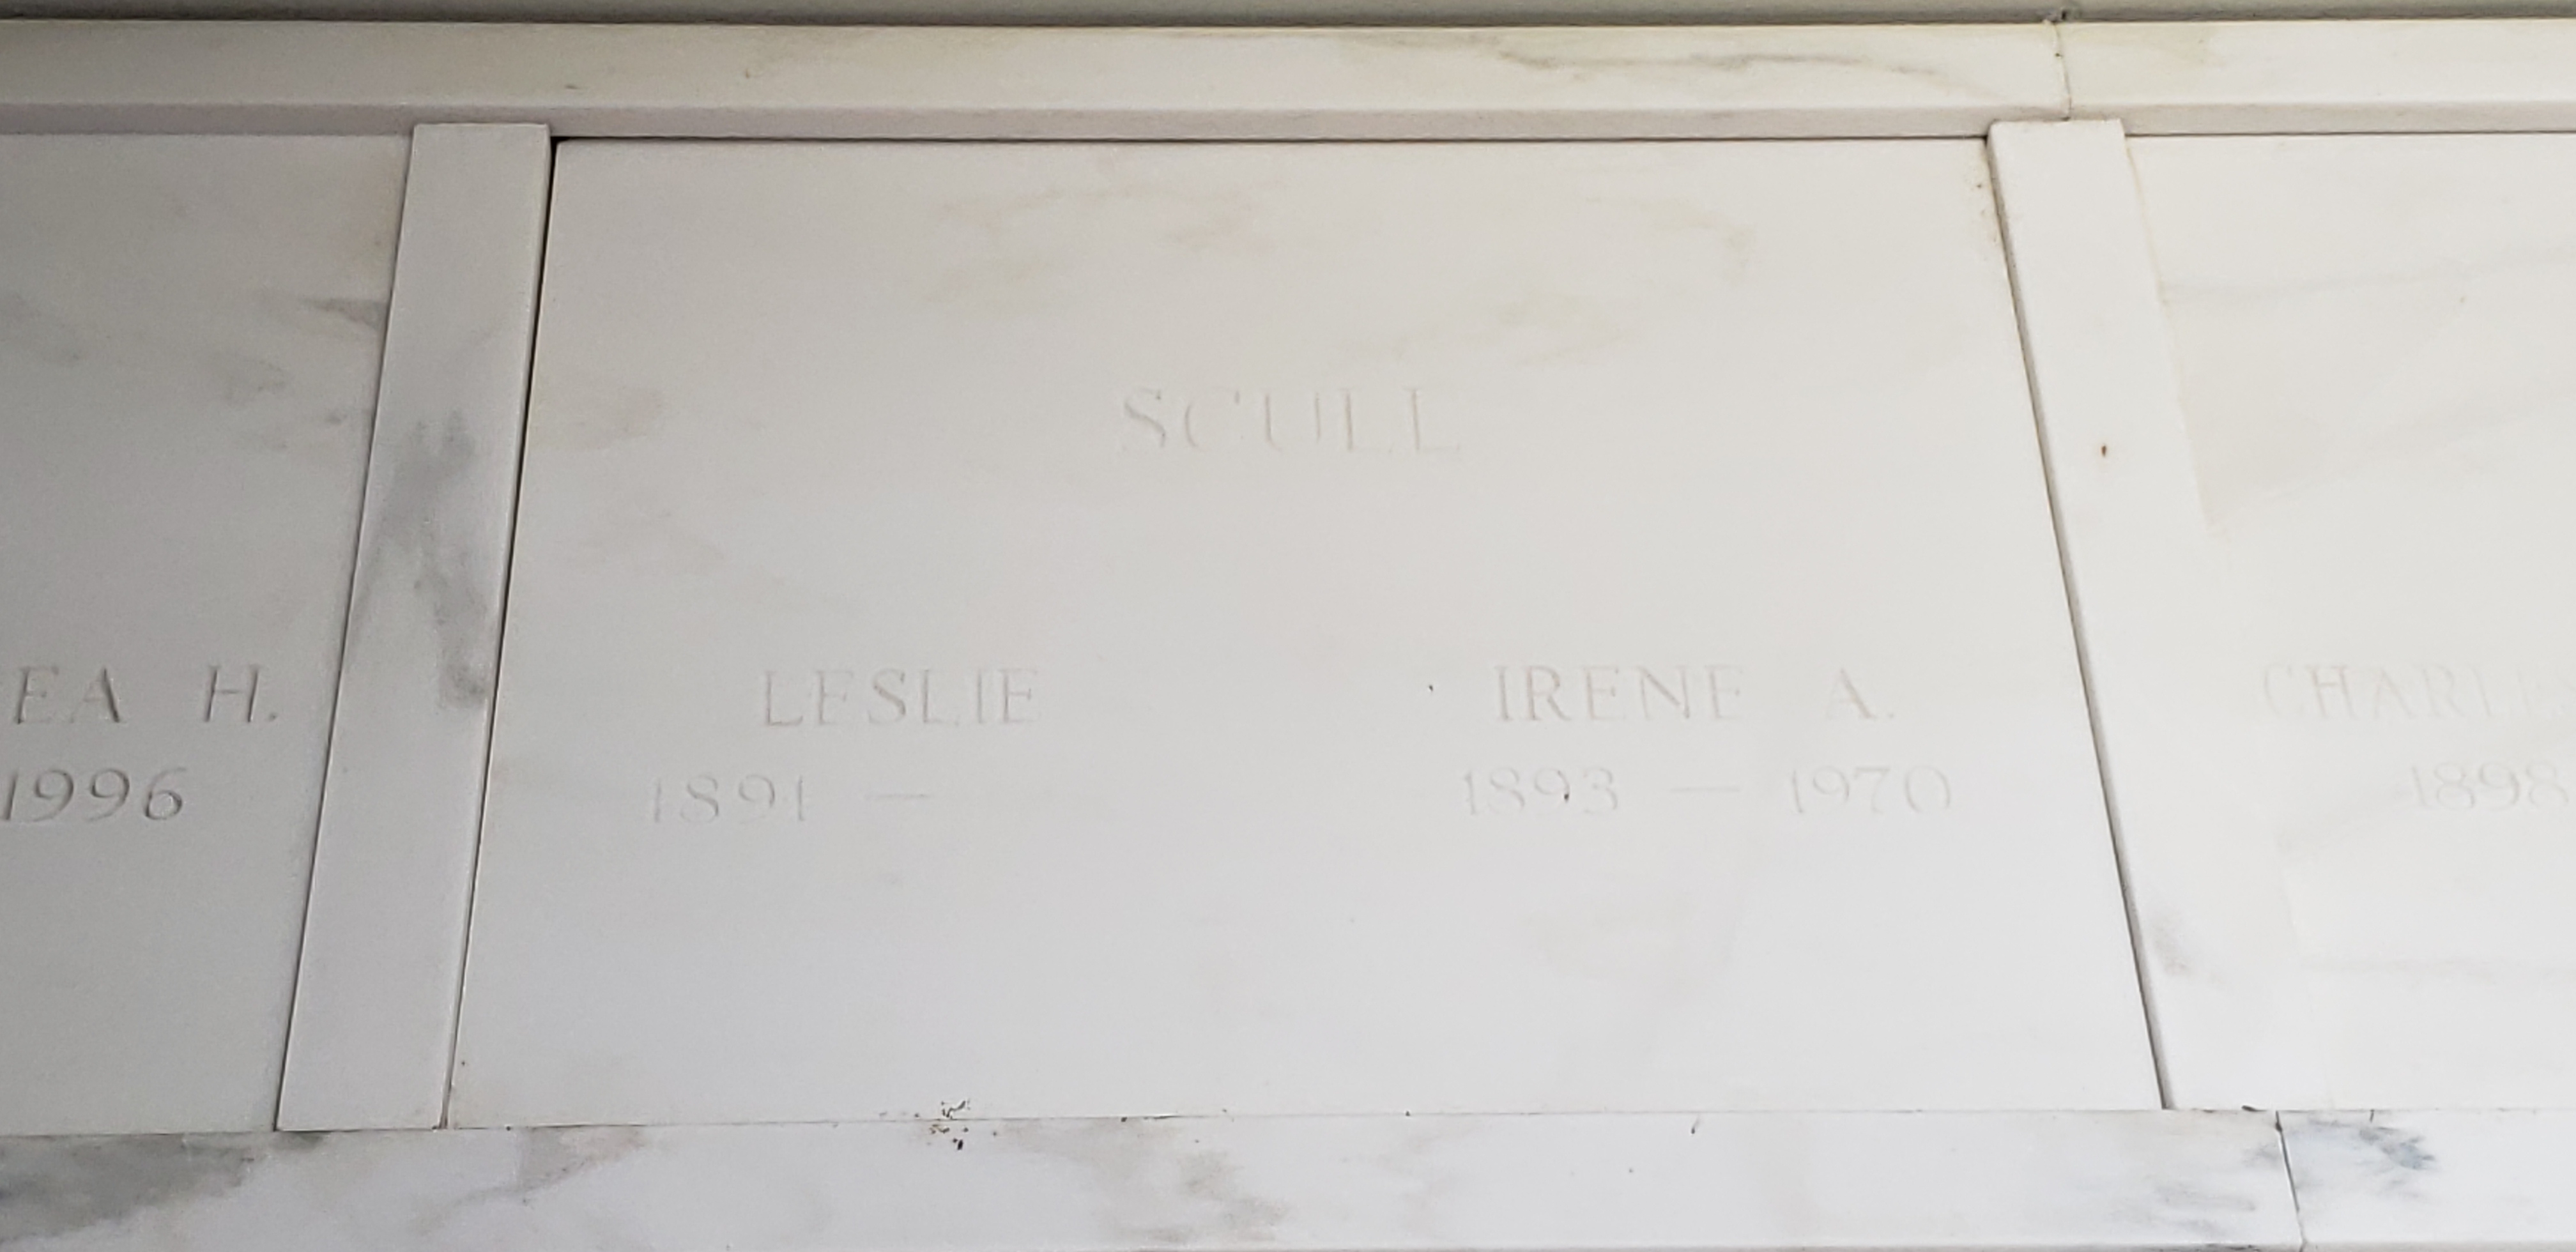 SCULL
EA H. LESLIE IRENE A.
1996 1891 — 1893 — 1970 1898